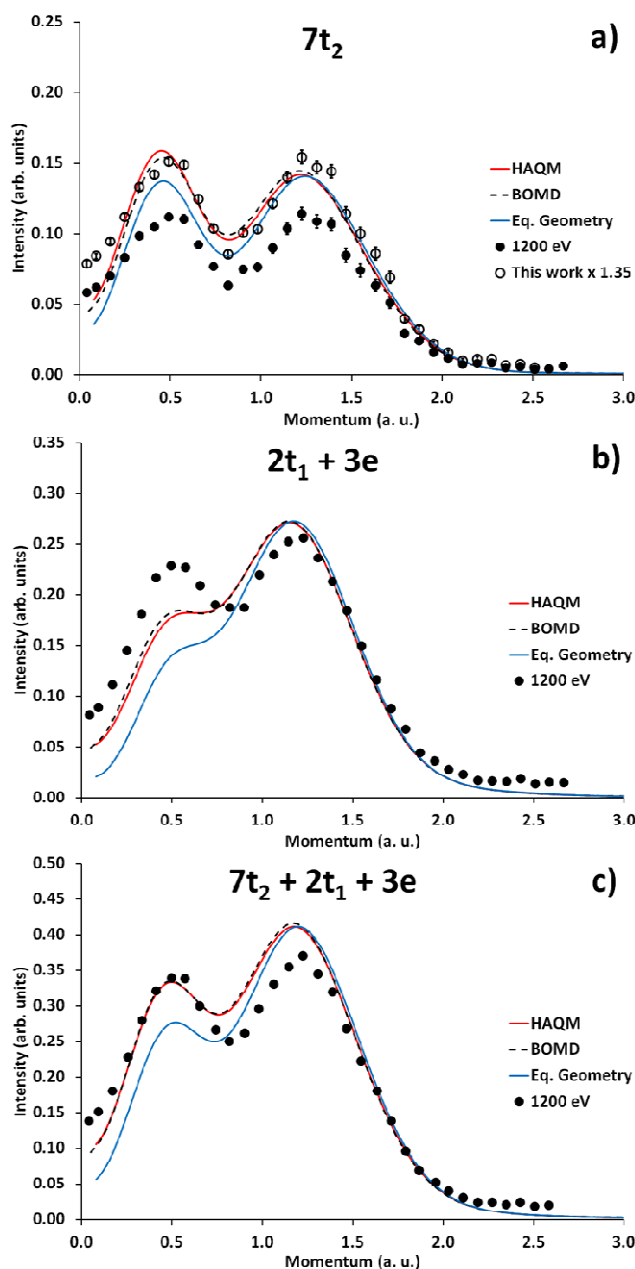 7t₂
a)
Intensity (arb. units)
0.25
0.20
0.15
0.10
0.05
0.00
0.0 0.5 1.0 1.5 2.0 2.5 3.0
Momentum (a. u.)
HAQM
BOMD
Eq. Geometry
1200 eV
This work x 1.35
2t₁ + 3e
b)
Intensity (arb. units)
0.35
0.30
0.25
0.20
0.15
0.10
0.05
0.00
0.0 0.5 1.0 1.5 2.0 2.5 3.0
Momentum (a. u.)
HAQM
BOMD
Eq. Geometry
1200 eV
7t₂ + 2t₁ + 3e
c)
Intensity (arb. units)
0.50
0.45
0.40
0.35
0.30
0.25
0.20
0.15
0.10
0.05
0.00
0.0 0.5 1.0 1.5 2.0 2.5 3.0
Momentum (a. u.)
HAQM
BOMD
Eq. Geometry
1200 eV